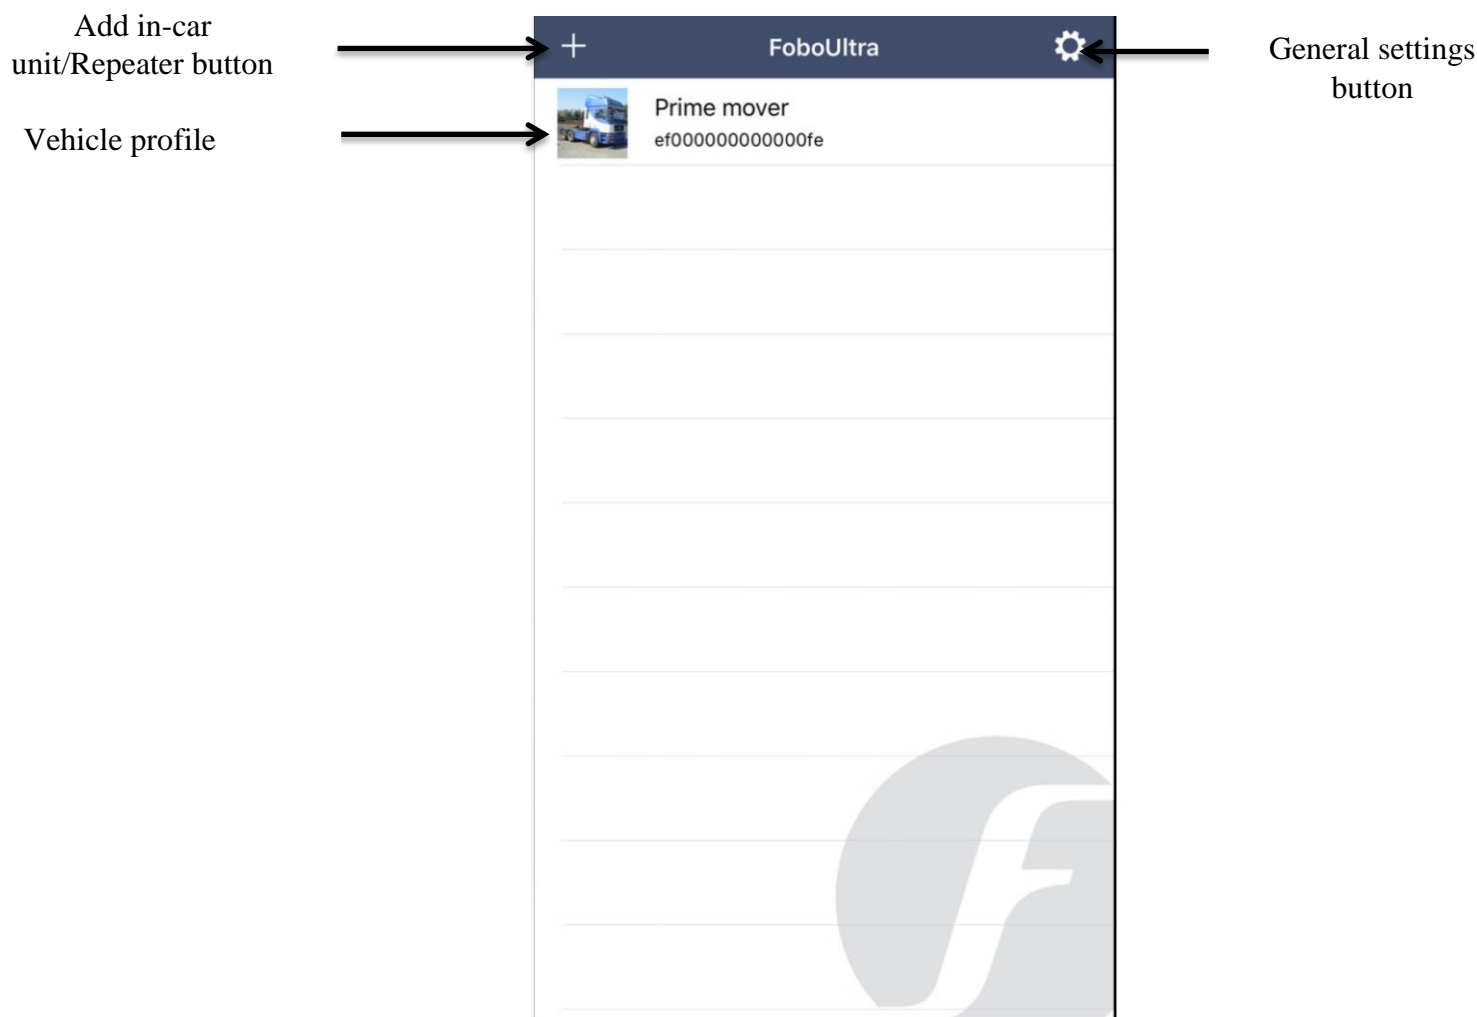 Add in-car
unit/Repeater button
FoboUltra
General settings
button
Vehicle profile
Prime mover
ef000000000000fe